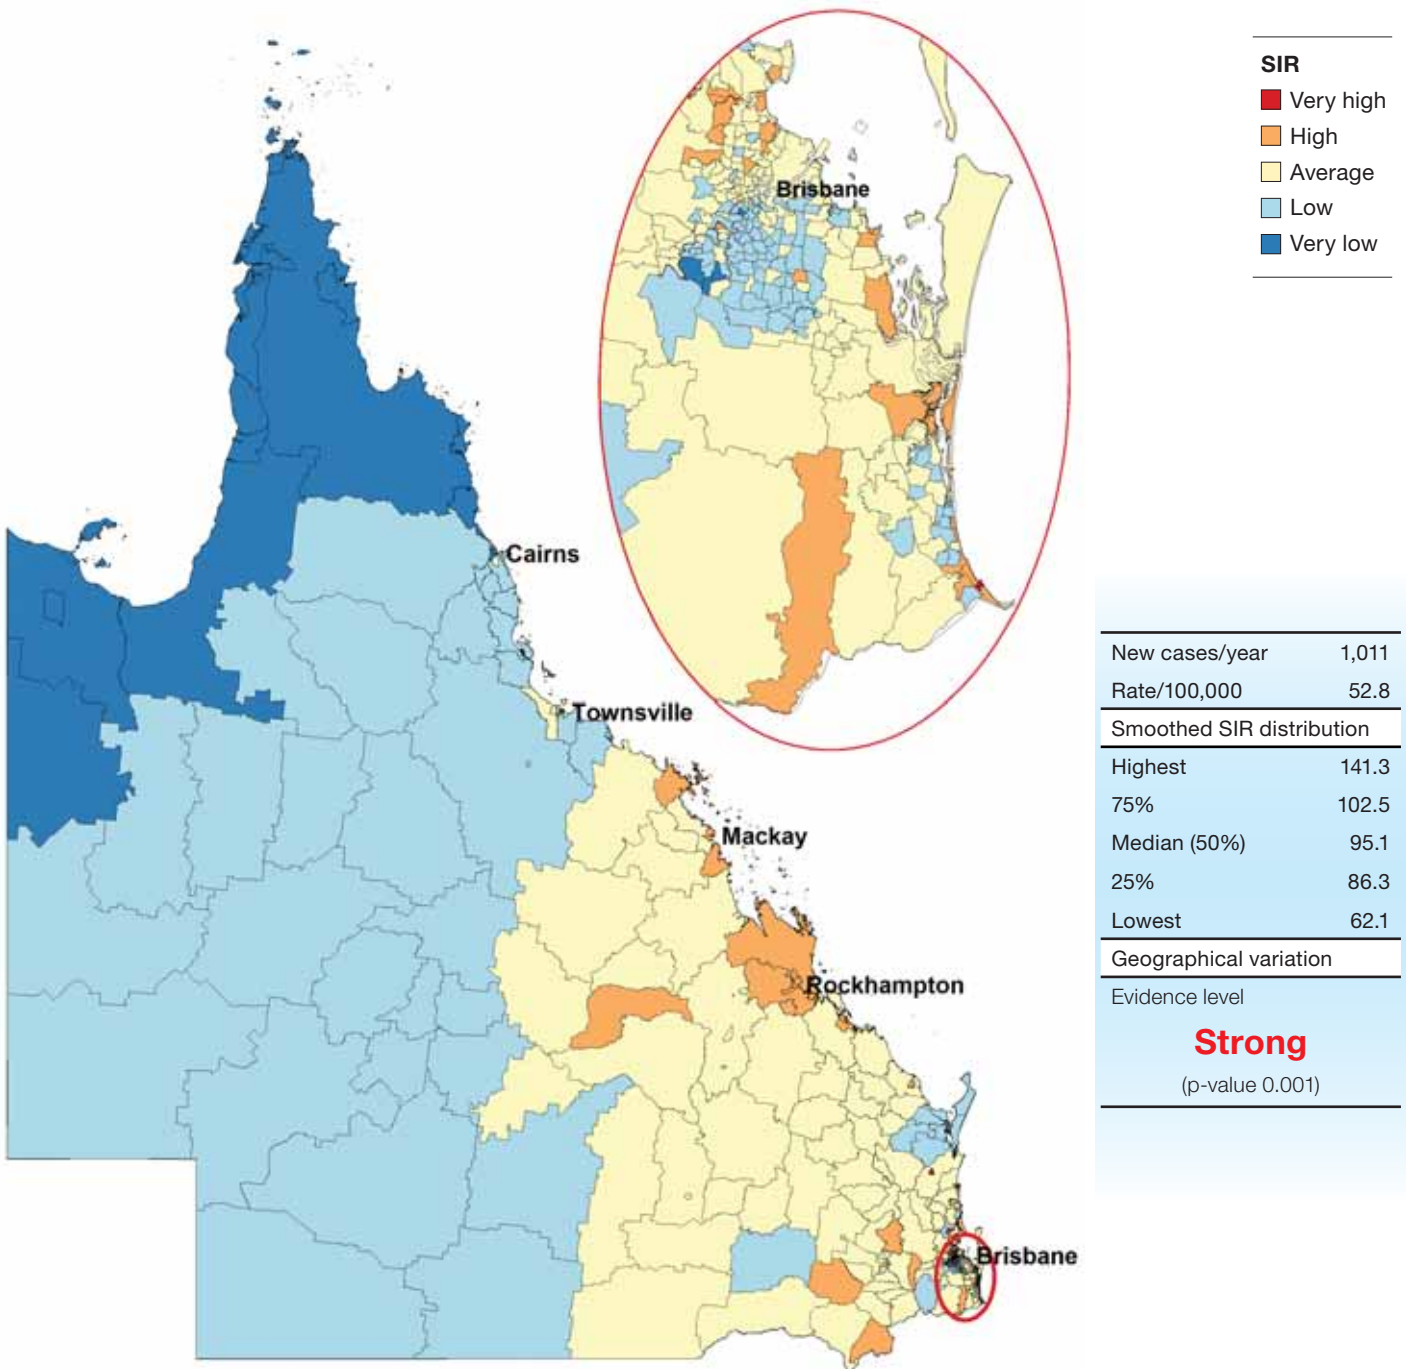 SIR
Very high
High
Average
Low
Very low
Brisbane
Cairns
Townsville
Mackay
Rockhampton
Brisbane
New cases/year 1,011
Rate/100,000 52.8
Smoothed SIR distribution
Highest 141.3
75% 102.5
Median (50%) 95.1
25% 86.3
Lowest 62.1
Geographical variation
Evidence level
Strong
(p-value 0.001)